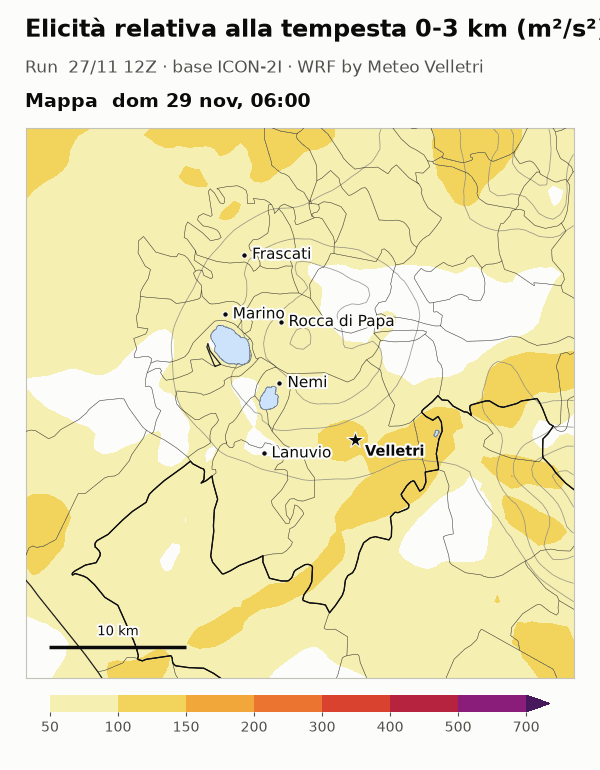 Elicità relativa alla tempesta 0-3 km (m²/s²)
Run  27/11 12Z · base ICON-2I · WRF by Meteo Velletri
Mappa  dom 29 nov, 06:00
Frascati
Marino
Rocca di Papa
Nemi
Velletri
Lanuvio
10 km
50 100 150 200 300 400 500 700